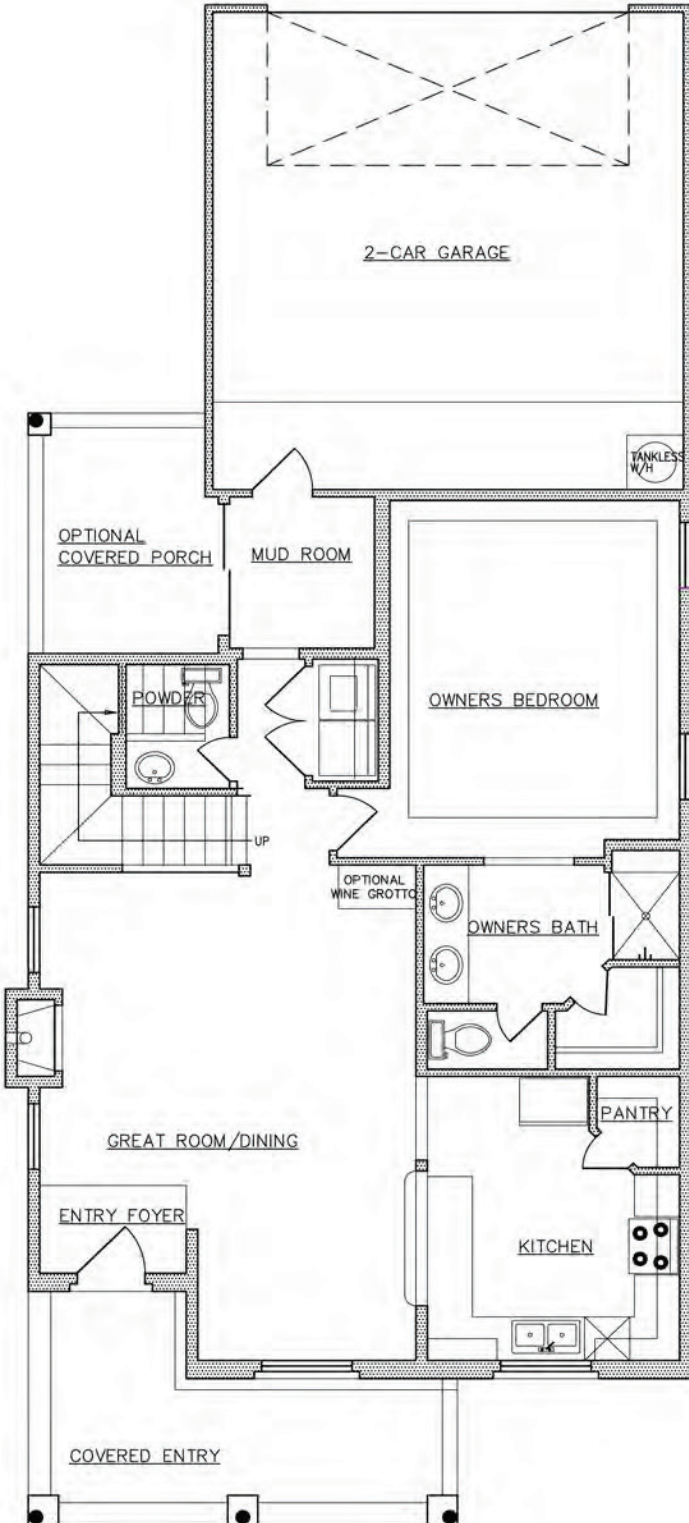 2-CAR GARAGE
TANKLESS
W/H
OPTIONAL
COVERED PORCH
MUD ROOM
POWDER
OWNERS BEDROOM
UP
OPTIONAL
WINE GROTTO
OWNERS BATH
PANTRY
GREAT ROOM/DINING
ENTRY FOYER
KITCHEN
COVERED ENTRY